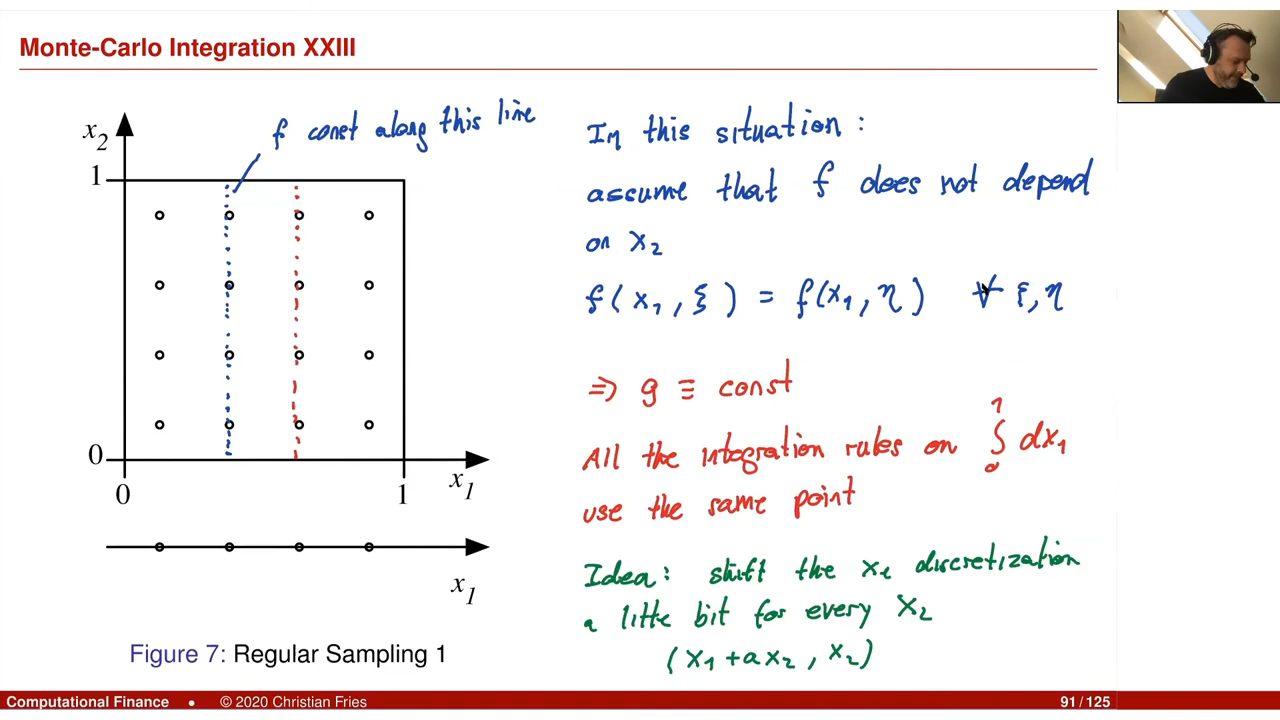 Monte-Carlo Integration XXIII
f const along this line
x2
1
0
0
1
x1
x1
Figure 7: Regular Sampling 1
In this situation:
assume that f does not depend
on x2
f(x1, ξ) = f(x1, η) ∀ ξ, η
⇒ g ≡ const
All the integration rules on ∫₀¹ dx1
use the same point
Idea: shift the x1 discretization
a little bit for every x2
(x1 + a x2, x2)
Computational Finance • © 2020 Christian Fries
91 / 125